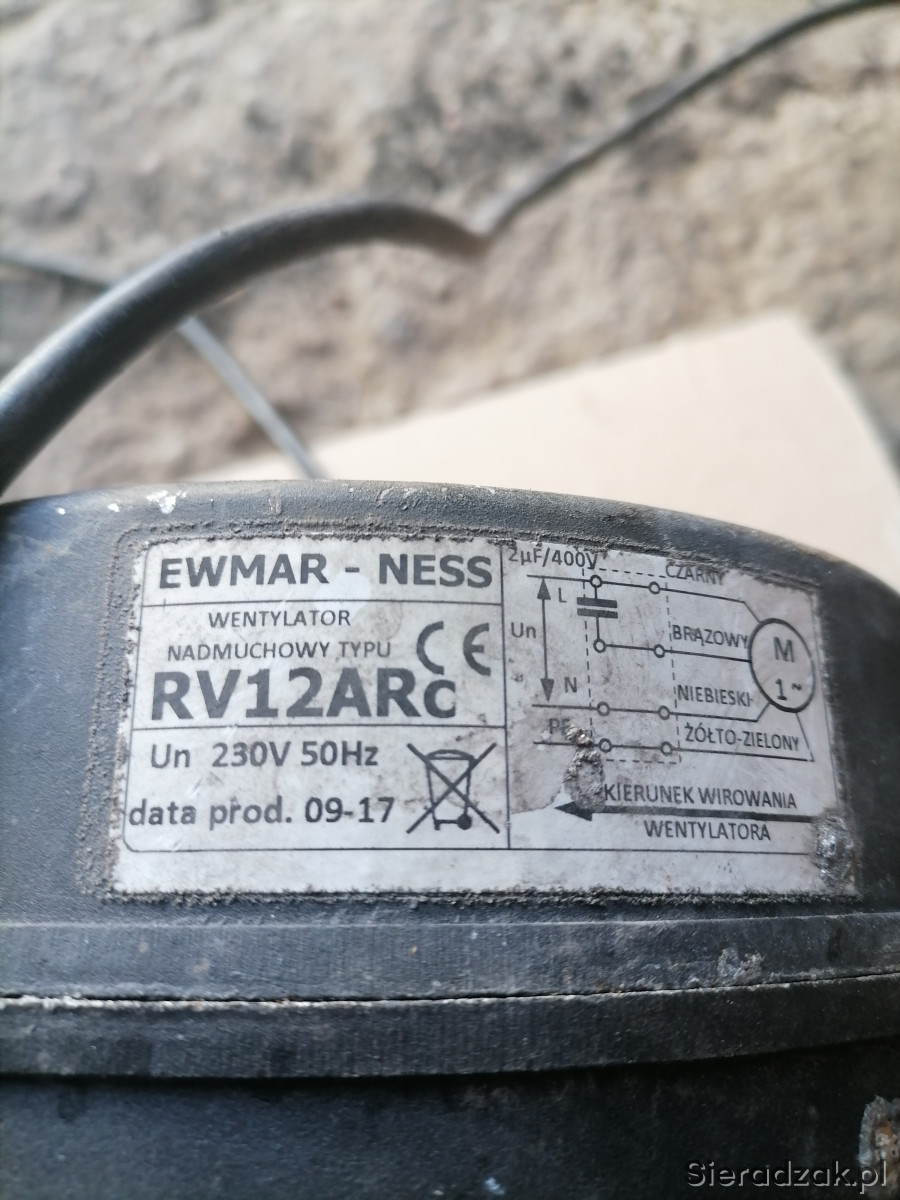 EWMAR - NESS
WENTYLATOR
NADMUCHOWY TYPU
CE
RV12ARc
Un 230V 50Hz
data prod. 09-17
2µF/400V
CZARNY
L
Un
BRĄZOWY
M
1~
N
NIEBIESKI
PE
ŻÓŁTO-ZIELONY
KIERUNEK WIROWANIA
WENTYLATORA
Sieradzak.pl